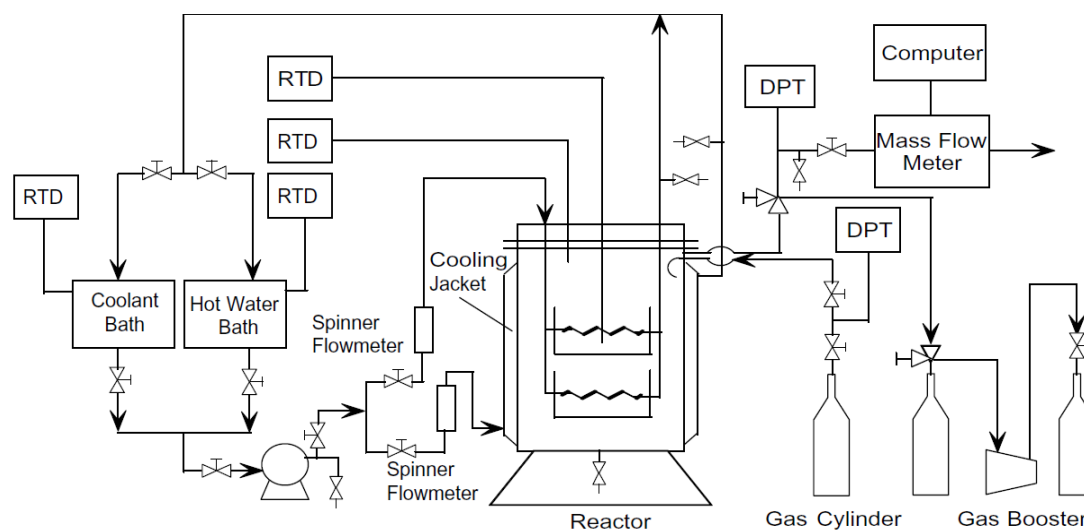 Computer
DPT
RTD
Mass Flow
Meter
RTD
RTD
RTD
DPT
Cooling
Jacket
Coolant
Bath
Hot Water
Bath
Spinner
Flowmeter
Spinner
Flowmeter
Reactor
Gas Cylinder
Gas Booster